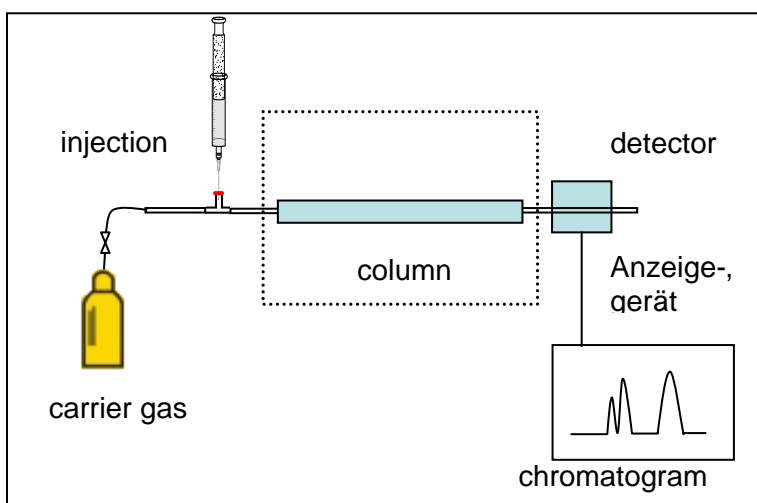 injection
detector
column
Anzeige-,
gerät
carrier gas
chromatogram